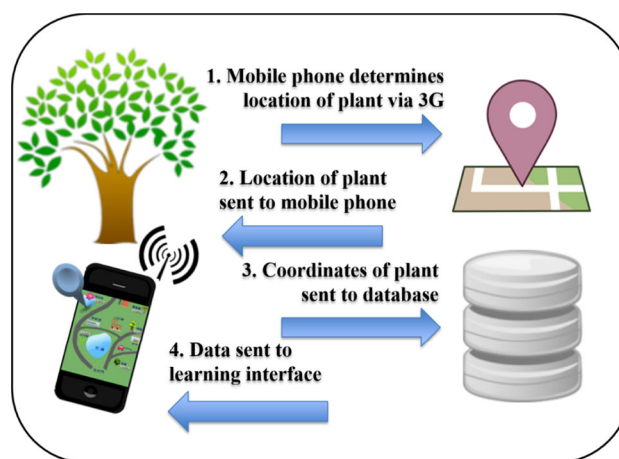 1. Mobile phone determines
location of plant via 3G
2. Location of plant
sent to mobile phone
3. Coordinates of plant
sent to database
4. Data sent to
learning interface